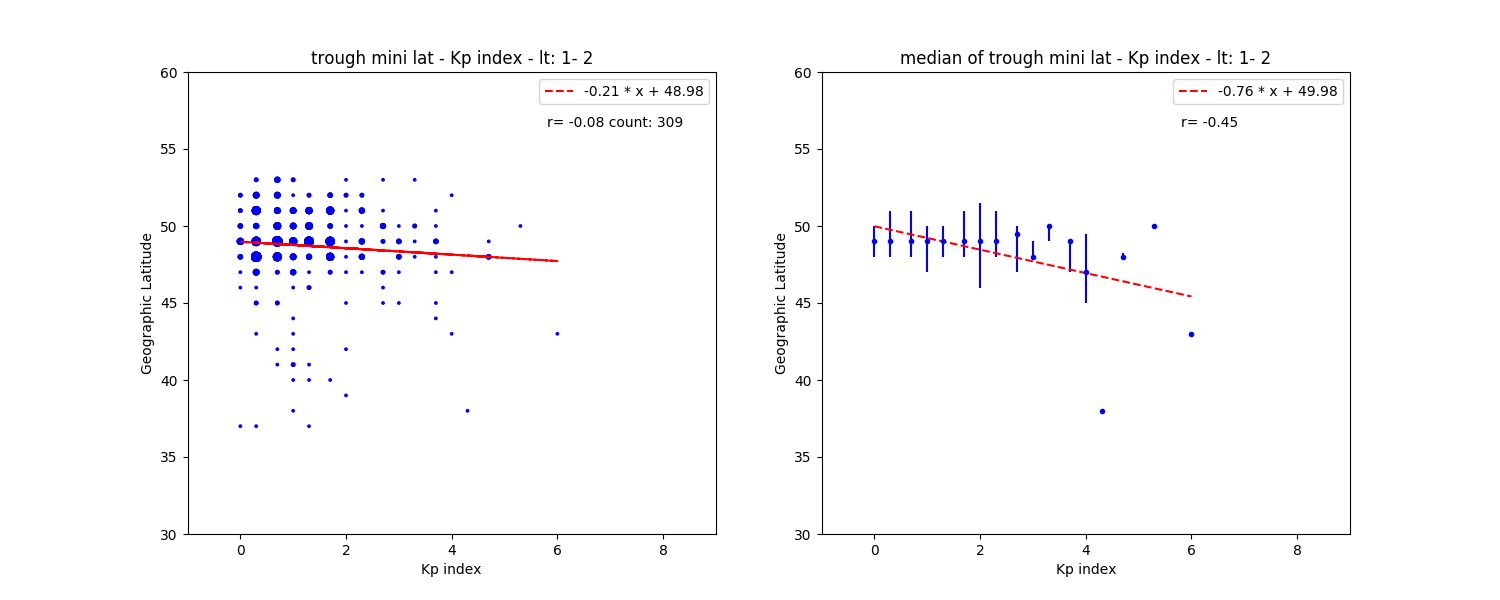 trough mini lat - Kp index - lt: 1- 2
-0.21 * x + 48.98
r= -0.08 count: 309
60
55
50
45
40
35
30
Geographic Latitude
0 2 4 6 8
Kp index
median of trough mini lat - Kp index - lt: 1- 2
-0.76 * x + 49.98
r= -0.45
60
55
50
45
40
35
30
Geographic Latitude
0 2 4 6 8
Kp index